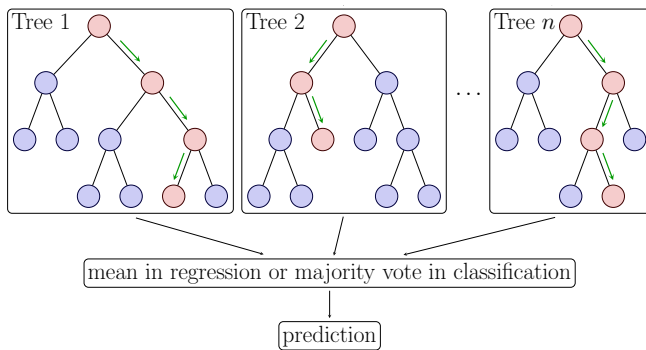 Tree 1
Tree 2
...
Tree n
mean in regression or majority vote in classification
prediction